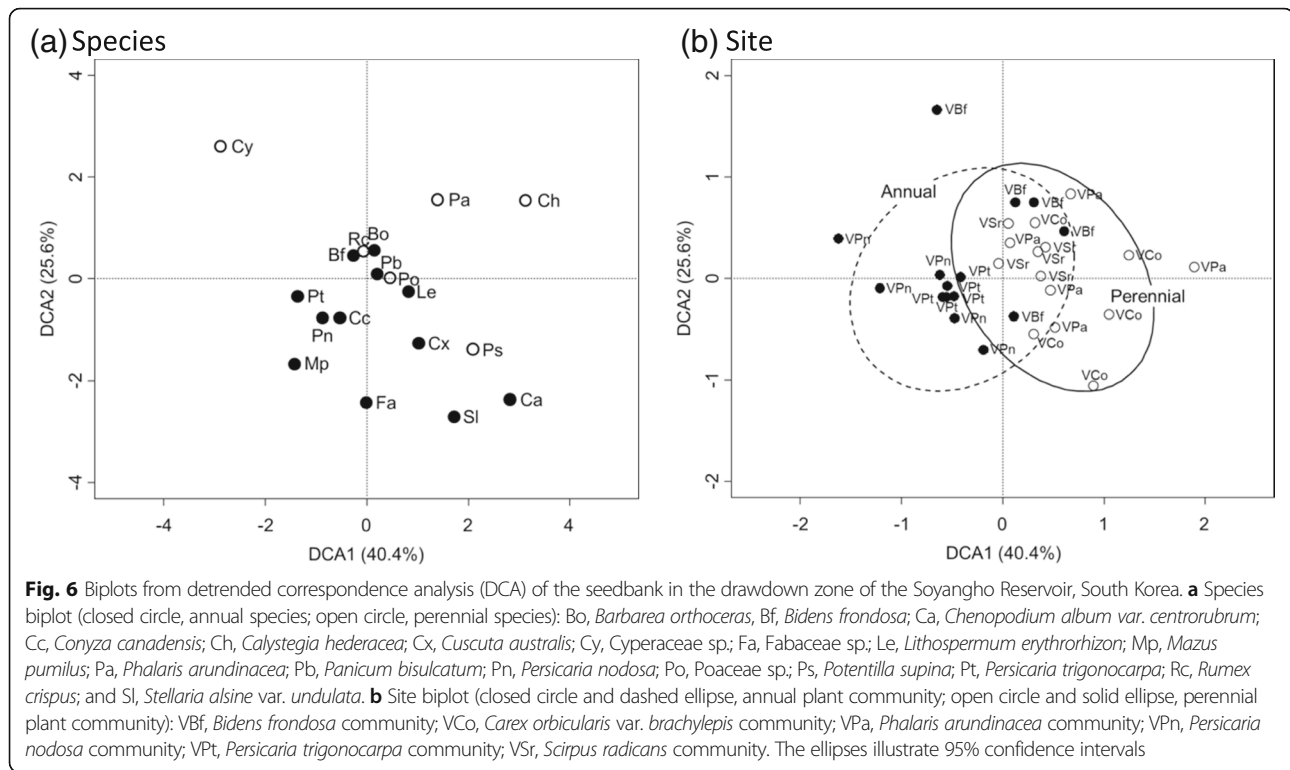 (a) Species
4
2
0
-2
-4
DCA2 (25.6%)
Cy
Pa
Ch
Rc
Bo
Bf
Pb
Po
Le
Pt
Pn
Cc
Cx
Ps
Mp
Fa
Sl
Ca
-4 -2 0 2 4
DCA1 (40.4%)
(b) Site
2
1
0
-1
-2
DCA2 (25.6%)
VBf
Annual
VBf
VBf
VPa
VSr
VCo
VBf
VPn
VPa
VSr
VSr
VCo
VSr
VPa
VPn
VPt
VPn
VPt
VSr
VPa
Perennial
VPt
VPt
VPn
VBf
VCo
VPa
VCo
VPn
VCo
-2 -1 0 1 2
DCA1 (40.4%)
Fig. 6 Biplots from detrended correspondence analysis (DCA) of the seedbank in the drawdown zone of the Soyangho Reservoir, South Korea. a Species
biplot (closed circle, annual species; open circle, perennial species): Bo, Barbarea orthoceras, Bf, Bidens frondosa; Ca, Chenopodium album var. centrorubrum;
Cc, Conyza canadensis; Ch, Calystegia hederacea; Cx, Cuscuta australis; Cy, Cyperaceae sp.; Fa, Fabaceae sp.; Le, Lithospermum erythrorhizon; Mp, Mazus
pumilus; Pa, Phalaris arundinacea; Pb, Panicum bisulcatum; Pn, Persicaria nodosa; Po, Poaceae sp.; Ps, Potentilla supina; Pt, Persicaria trigonocarpa; Rc, Rumex
crispus; and Sl, Stellaria alsine var. undulata. b Site biplot (closed circle and dashed ellipse, annual plant community; open circle and solid ellipse, perennial
plant community): VBf, Bidens frondosa community; VCo, Carex orbicularis var. brachylepis community; VPa, Phalaris arundinacea community; VPn, Persicaria
nodosa community; VPt, Persicaria trigonocarpa community; VSr, Scirpus radicans community. The ellipses illustrate 95% confidence intervals